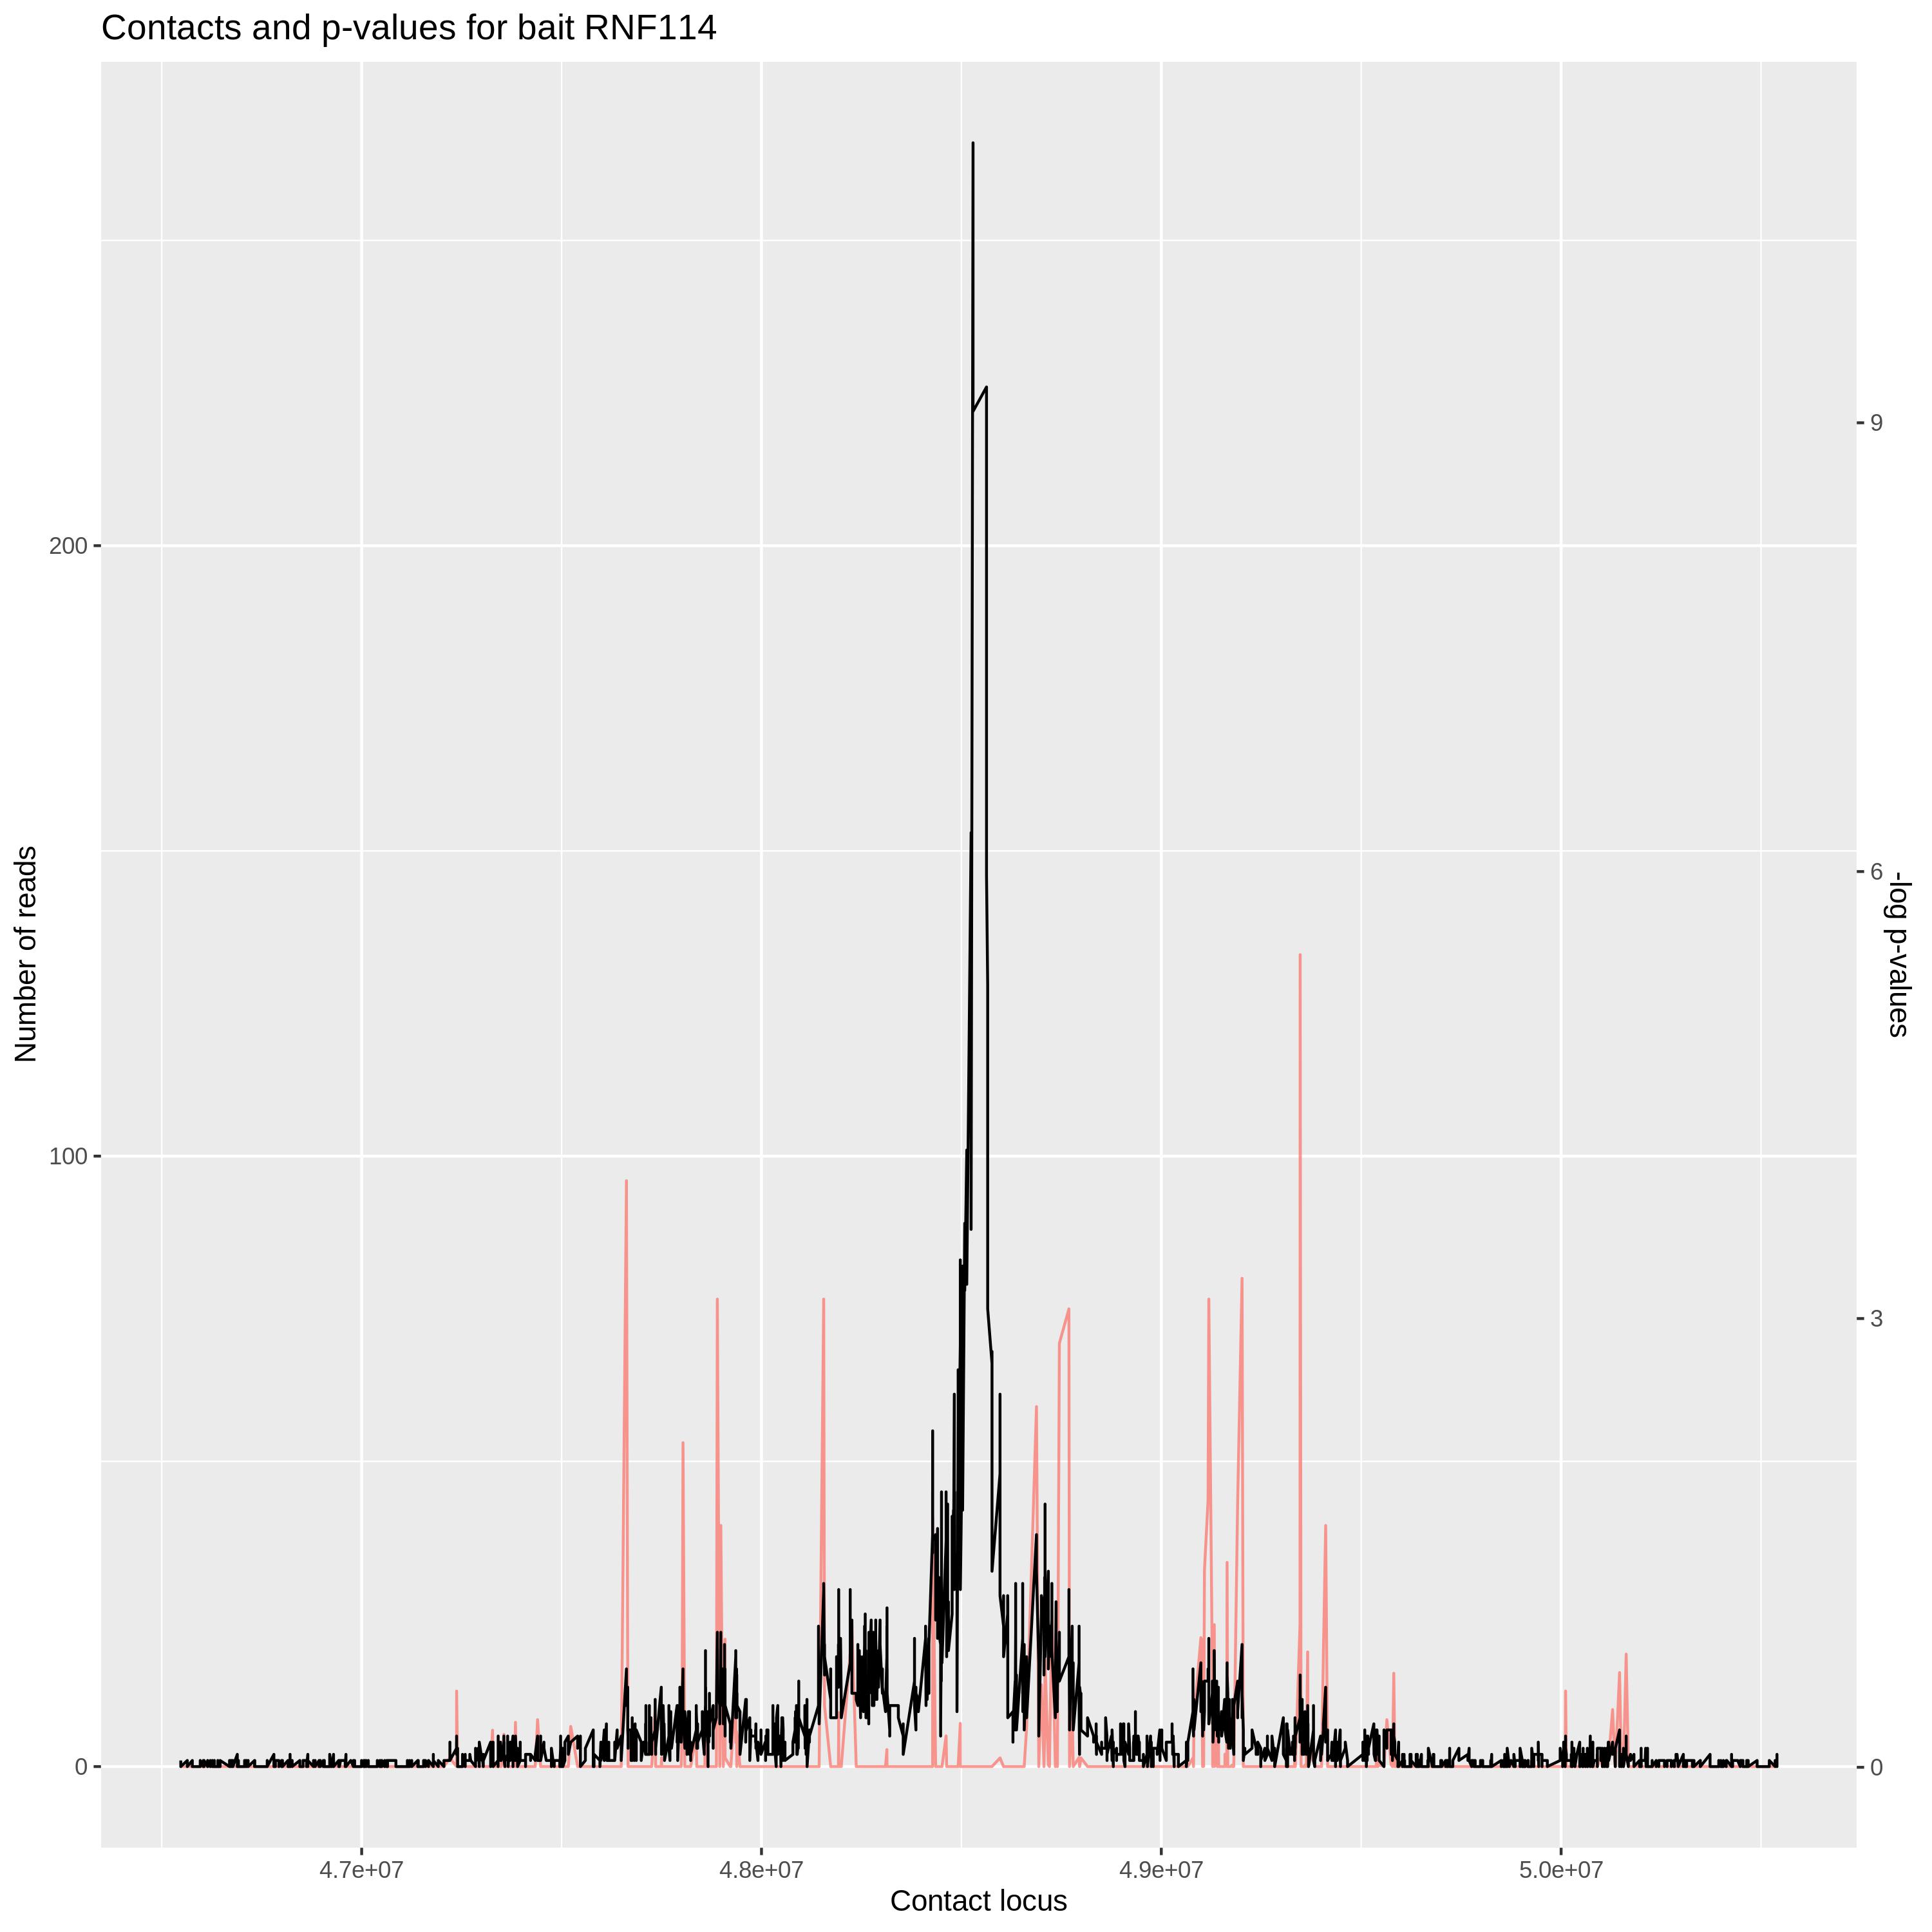 Contacts and p-values for bait RNF114
Number of reads
200
100
0
9
6
3
0
-log p-values
4.7e+07
4.8e+07
4.9e+07
5.0e+07
Contact locus